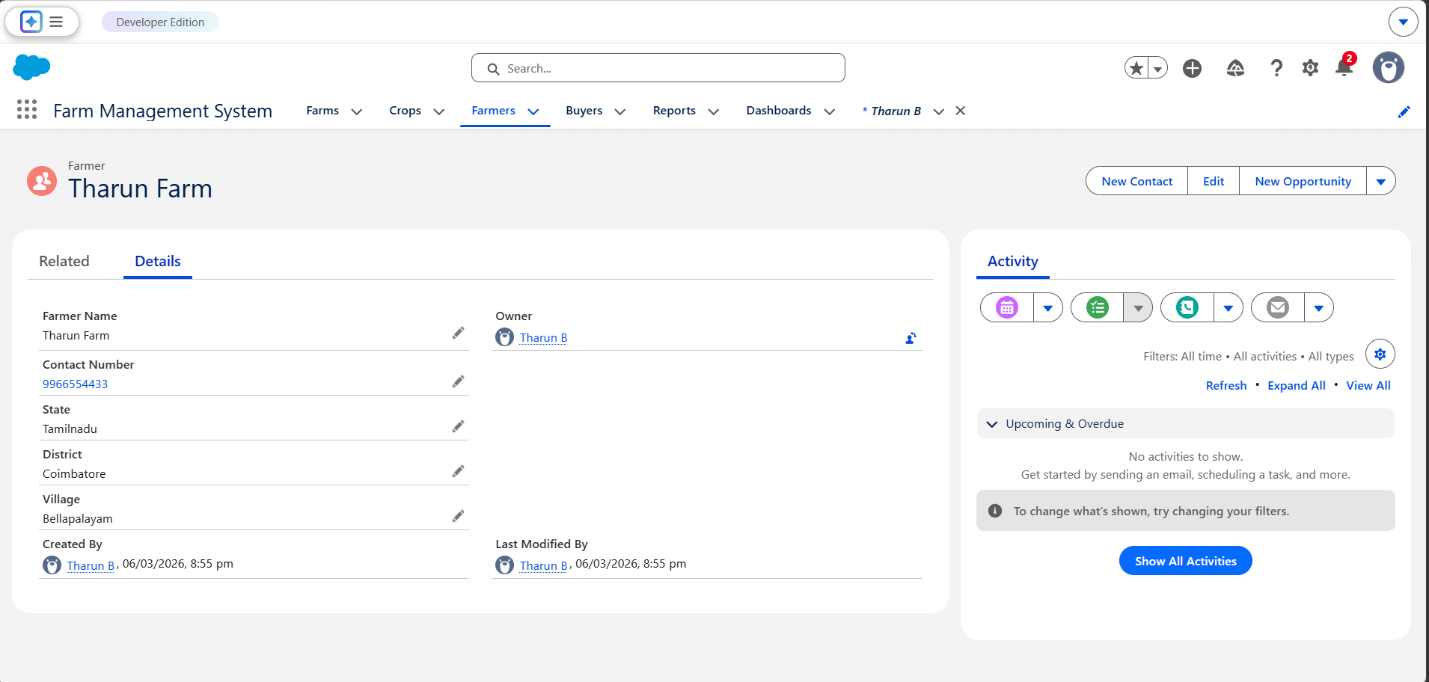 Developer Edition
Search...
2
Farm Management System Farms Crops Farmers Buyers Reports Dashboards * Tharun B
Farmer
Tharun Farm
New Contact Edit New Opportunity
Related Details
Farmer Name
Tharun Farm
Owner
Tharun B
Contact Number
9966554433
State
Tamilnadu
District
Coimbatore
Village
Bellapalayam
Created By
Tharun B, 06/03/2026, 8:55 pm
Last Modified By
Tharun B, 06/03/2026, 8:55 pm
Activity
Filters: All time • All activities • All types
Refresh • Expand All • View All
Upcoming & Overdue
No activities to show.
Get started by sending an email, scheduling a task, and more.
To change what's shown, try changing your filters.
Show All Activities